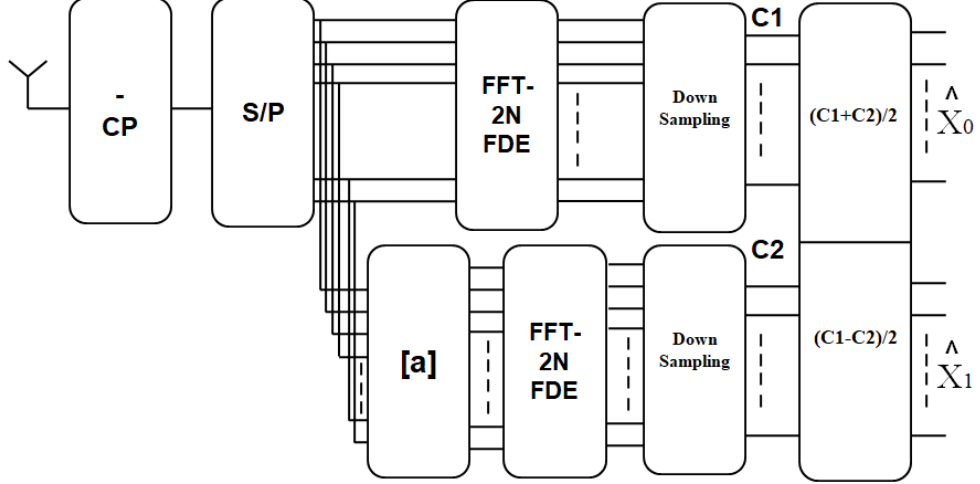 -
CP
S/P
FFT-
2N
FDE
Down
Sampling
C1
(C1+C2)/2
^
X0
[a]
FFT-
2N
FDE
Down
Sampling
C2
(C1-C2)/2
^
X1